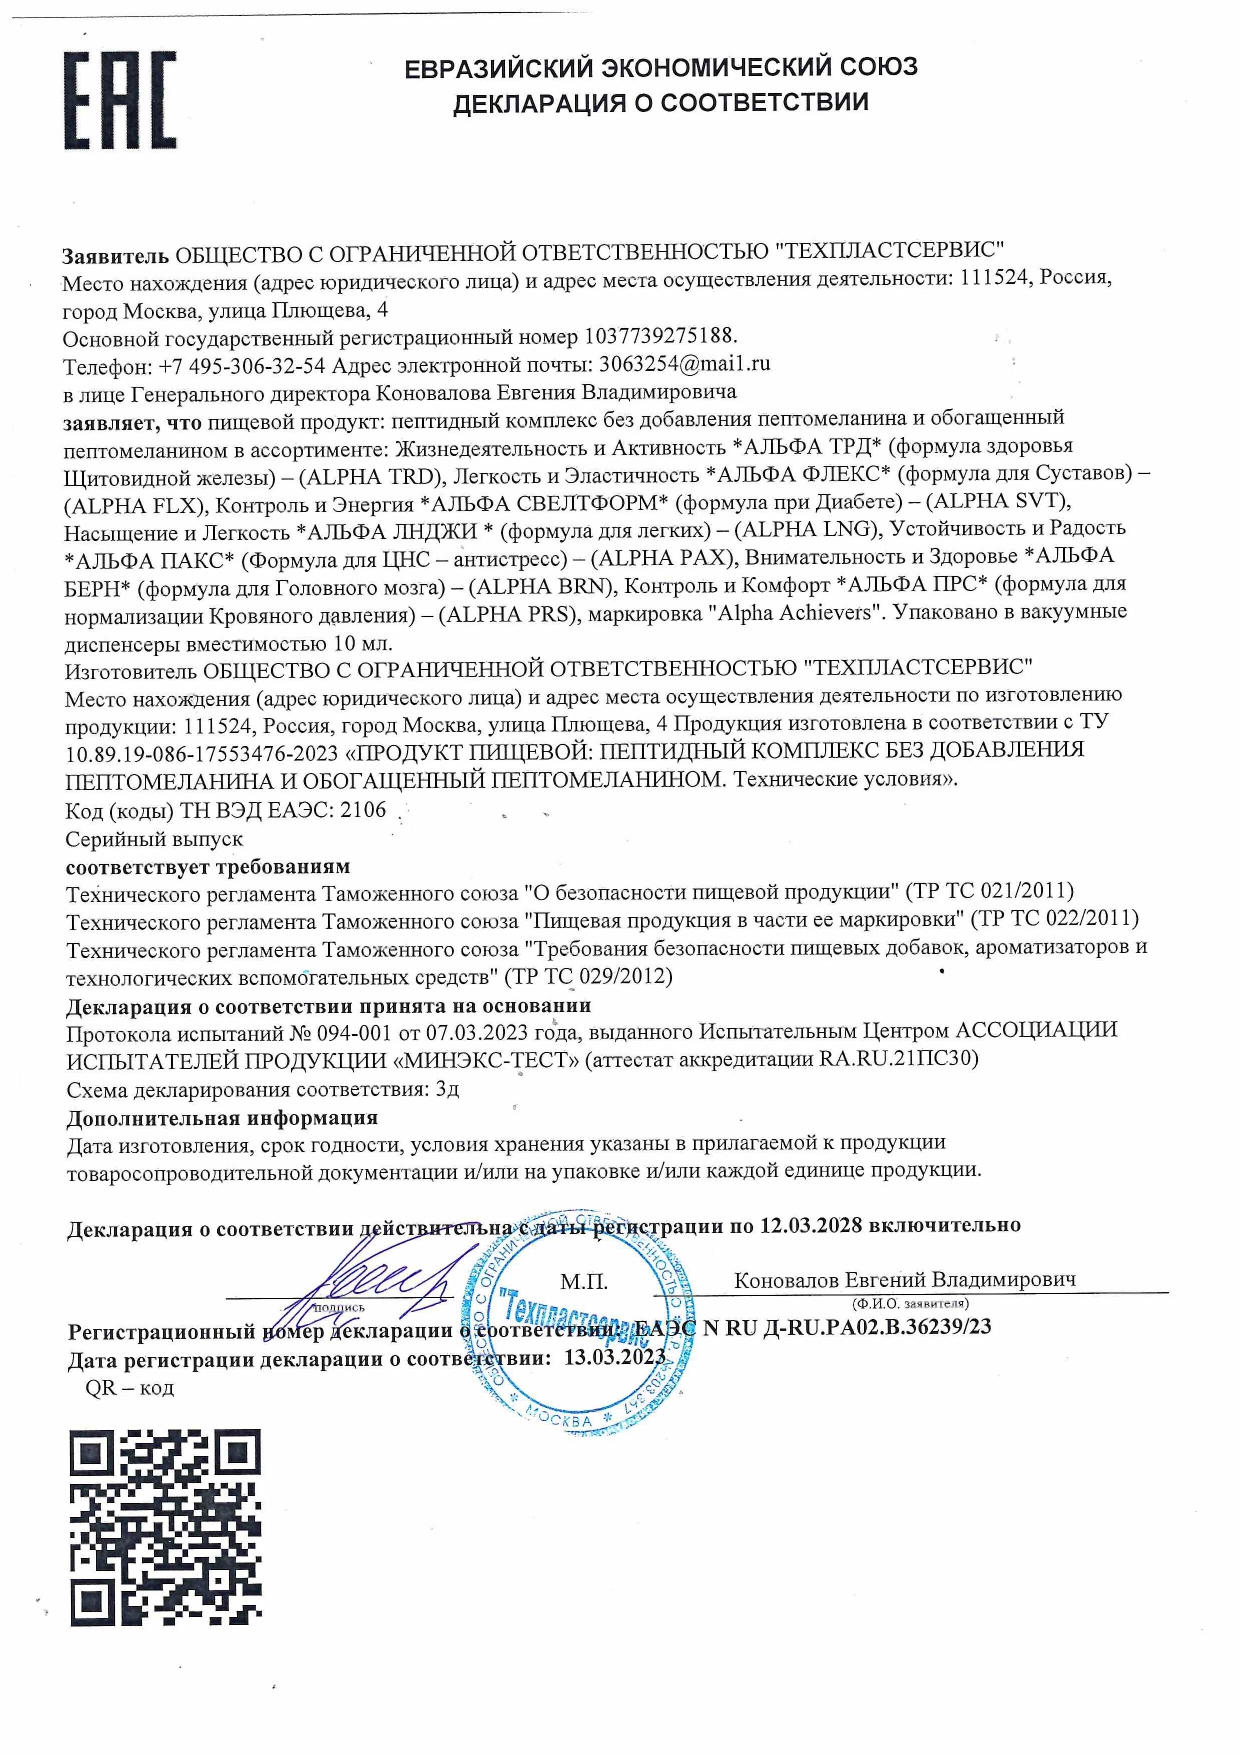 EAC
ЕВРАЗИЙСКИЙ ЭКОНОМИЧЕСКИЙ СОЮЗ
ДЕКЛАРАЦИЯ О СООТВЕТСТВИИ
Заявитель ОБЩЕСТВО С ОГРАНИЧЕННОЙ ОТВЕТСТВЕННОСТЬЮ "ТЕХПЛАСТСЕРВИС"
Место нахождения (адрес юридического лица) и адрес места осуществления деятельности: 111524, Россия,
город Москва, улица Плющева, 4
Основной государственный регистрационный номер 1037739275188.
Телефон: +7 495-306-32-54 Адрес электронной почты: 3063254@mail.ru
в лице Генерального директора Коновалова Евгения Владимировича
заявляет, что пищевой продукт: пептидный комплекс без добавления пептомеланина и обогащенный
пептомеланином в ассортименте: Жизнедеятельность и Активность *АЛЬФА ТРД* (формула здоровья
Щитовидной железы) – (ALPHA TRD), Легкость и Эластичность *АЛЬФА ФЛЕКС* (формула для Суставов) –
(ALPHA FLX), Контроль и Энергия *АЛЬФА СВЕЛТФОРМ* (формула при Диабете) – (ALPHA SVT),
Насыщение и Легкость *АЛЬФА ЛНДЖИ * (формула для легких) – (ALPHA LNG), Устойчивость и Радость
*АЛЬФА ПАКС* (Формула для ЦНС – антистресс) – (ALPHA PAX), Внимательность и Здоровье *АЛЬФА
БЕРН* (формула для Головного мозга) – (ALPHA BRN), Контроль и Комфорт *АЛЬФА ПРС* (формула для
нормализации Кровяного давления) – (ALPHA PRS), маркировка "Alpha Achievers". Упаковано в вакуумные
диспенсеры вместимостью 10 мл.
Изготовитель ОБЩЕСТВО С ОГРАНИЧЕННОЙ ОТВЕТСТВЕННОСТЬЮ "ТЕХПЛАСТСЕРВИС"
Место нахождения (адрес юридического лица) и адрес места осуществления деятельности по изготовлению
продукции: 111524, Россия, город Москва, улица Плющева, 4 Продукция изготовлена в соответствии с ТУ
10.89.19-086-17553476-2023 «ПРОДУКТ ПИЩЕВОЙ: ПЕПТИДНЫЙ КОМПЛЕКС БЕЗ ДОБАВЛЕНИЯ
ПЕПТОМЕЛАНИНА И ОБОГАЩЕННЫЙ ПЕПТОМЕЛАНИНОМ. Технические условия».
Код (коды) ТН ВЭД ЕАЭС: 2106
Серийный выпуск
соответствует требованиям
Технического регламента Таможенного союза "О безопасности пищевой продукции" (ТР ТС 021/2011)
Технического регламента Таможенного союза "Пищевая продукция в части ее маркировки" (ТР ТС 022/2011)
Технического регламента Таможенного союза "Требования безопасности пищевых добавок, ароматизаторов и
технологических вспомогательных средств" (ТР ТС 029/2012)
Декларация о соответствии принята на основании
Протокола испытаний № 094-001 от 07.03.2023 года, выданного Испытательным Центром АССОЦИАЦИИ
ИСПЫТАТЕЛЕЙ ПРОДУКЦИИ «МИНЭКС-ТЕСТ» (аттестат аккредитации RA.RU.21ПС30)
Схема декларирования соответствия: 3д
Дополнительная информация
Дата изготовления, срок годности, условия хранения указаны в прилагаемой к продукции
товаросопроводительной документации и/или на упаковке и/или каждой единице продукции.
Декларация о соответствии действительна с даты регистрации по 12.03.2028 включительно
М.П.
Коновалов Евгений Владимирович
подпись
(Ф.И.О. заявителя)
ОБЩЕСТВО С ОГРАНИЧЕННОЙ ОТВЕТСТВЕННОСТЬЮ
"Техпластсервис"
* МОСКВА *
Регистрационный номер декларации о соответствии: ЕАЭС N RU Д-RU.РА02.В.36239/23
Дата регистрации декларации о соответствии: 13.03.2023
QR – код